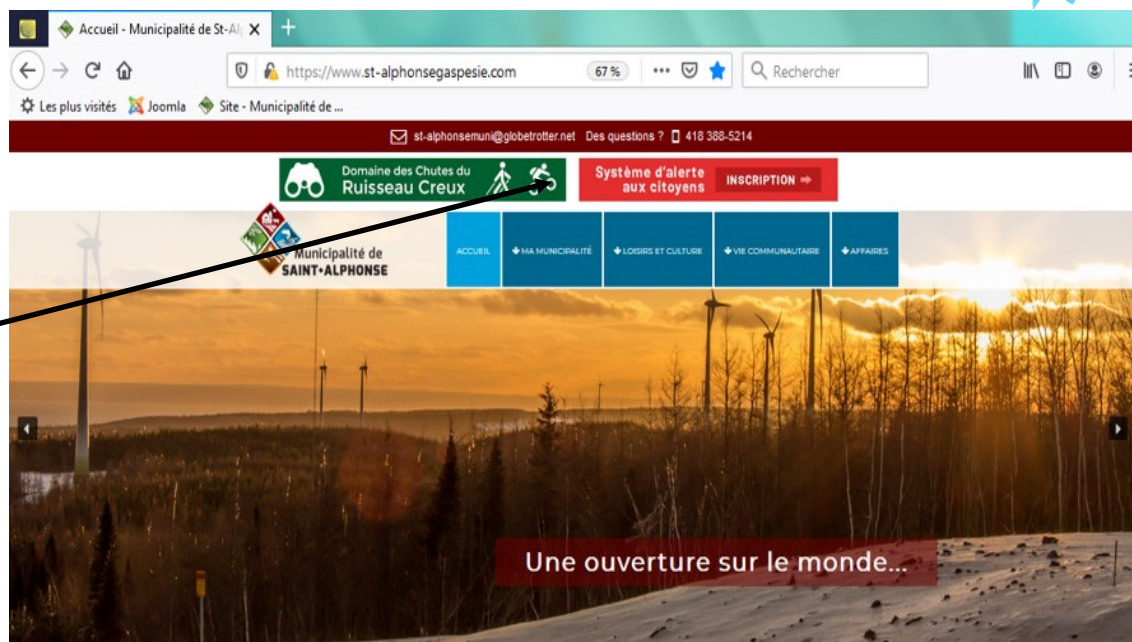 Accueil - Municipalité de St-Al
https://www.st-alphonsegaspesie.com
67 %
Rechercher
Les plus visités
Joomla
Site - Municipalité de ...
st-alphonsemuni@globetrotter.net Des questions ? 418 388-5214
Domaine des Chutes du
Ruisseau Creux
Système d'alerte
aux citoyens
INSCRIPTION
Municipalité de
SAINT•ALPHONSE
ACCUEIL
MA MUNICIPALITÉ
LOISIRS ET CULTURE
VIE COMMUNAUTAIRE
AFFAIRES
Une ouverture sur le monde...